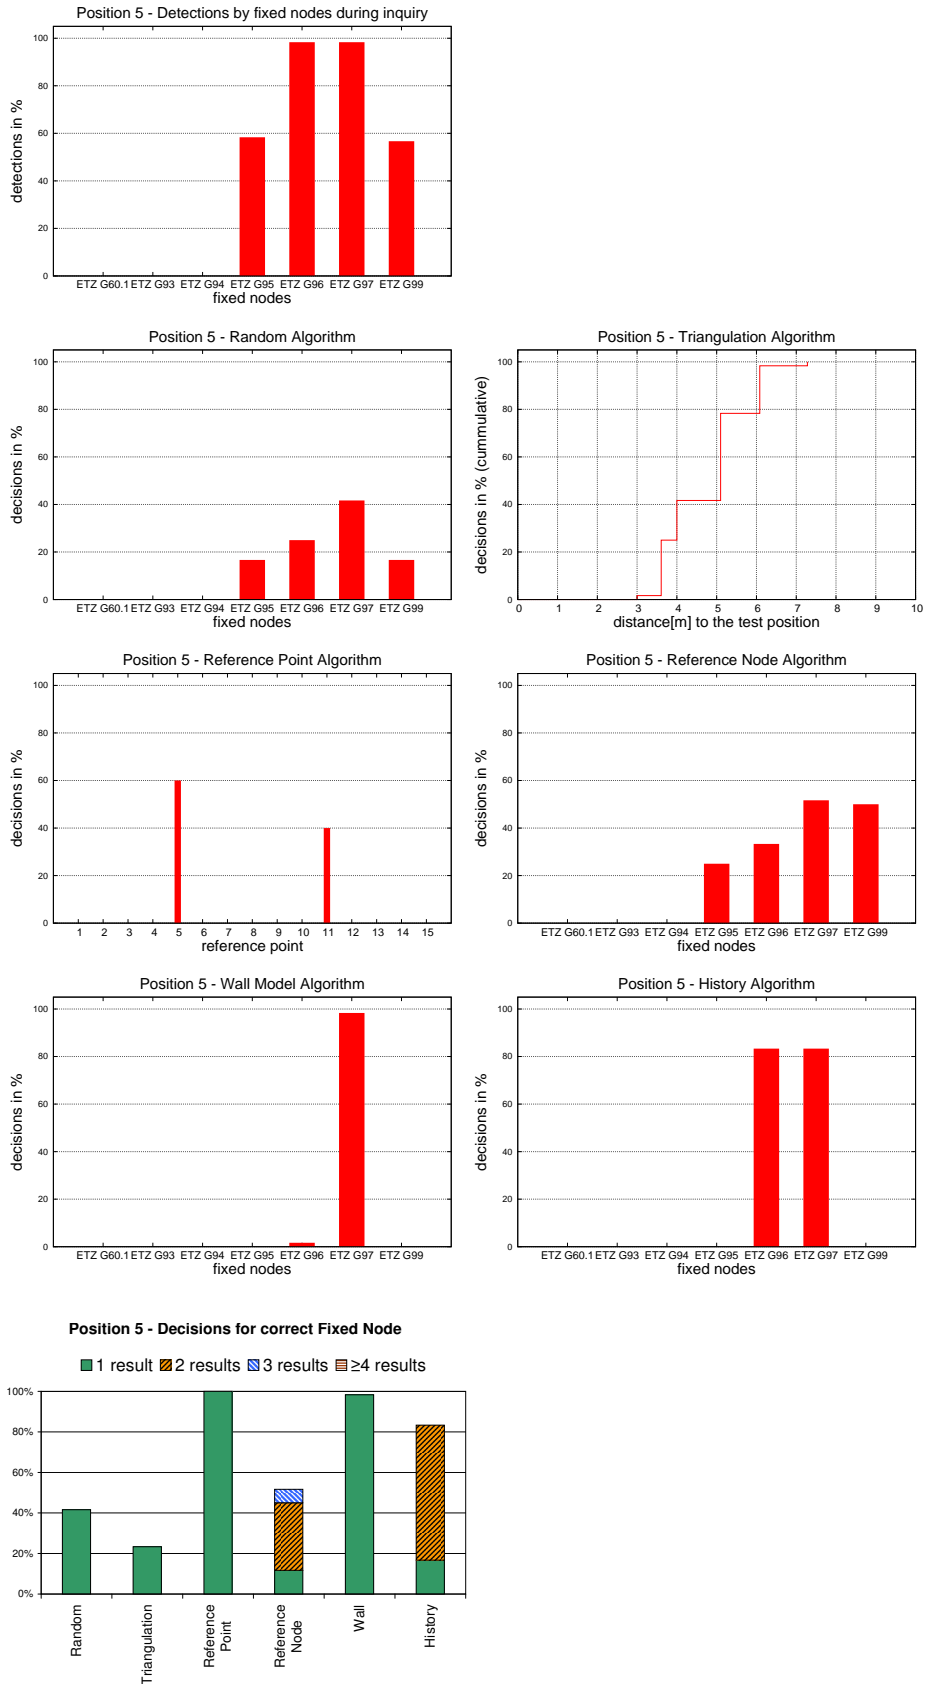 Position 5 - Detections by fixed nodes during inquiry
detections in %
100
80
60
40
20
0
ETZ G60.1 ETZ G93 ETZ G94 ETZ G95 ETZ G96 ETZ G97 ETZ G99
fixed nodes
Position 5 - Random Algorithm
decisions in %
100
80
60
40
20
0
ETZ G60.1 ETZ G93 ETZ G94 ETZ G95 ETZ G96 ETZ G97 ETZ G99
fixed nodes
Position 5 - Triangulation Algorithm
decisions in % (cummulative)
100
80
60
40
20
0
0 1 2 3 4 5 6 7 8 9 10
distance[m] to the test position
Position 5 - Reference Point Algorithm
decisions in %
100
80
60
40
20
0
1 2 3 4 5 6 7 8 9 10 11 12 13 14 15
reference point
Position 5 - Reference Node Algorithm
decisions in %
100
80
60
40
20
0
ETZ G60.1 ETZ G93 ETZ G94 ETZ G95 ETZ G96 ETZ G97 ETZ G99
fixed nodes
Position 5 - Wall Model Algorithm
decisions in %
100
80
60
40
20
0
ETZ G60.1 ETZ G93 ETZ G94 ETZ G95 ETZ G96 ETZ G97 ETZ G99
fixed nodes
Position 5 - History Algorithm
decisions in %
100
80
60
40
20
0
ETZ G60.1 ETZ G93 ETZ G94 ETZ G95 ETZ G96 ETZ G97 ETZ G99
fixed nodes
Position 5 - Decisions for correct Fixed Node
1 result 2 results 3 results ≥4 results
100%
80%
60%
40%
20%
0%
Random
Triangulation
Reference
Point
Reference
Node
Wall
History